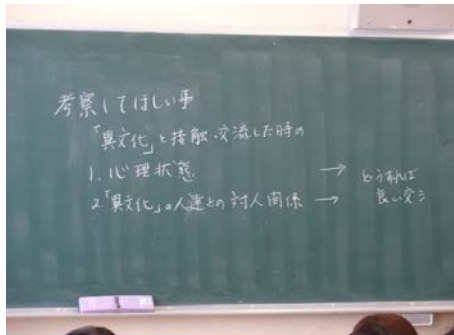 考察してほしい事
「異文化」と接触・交流した時の
1. 心理状態 →
2.「異文化」の人達との対人関係 →
どうすれば
良い交